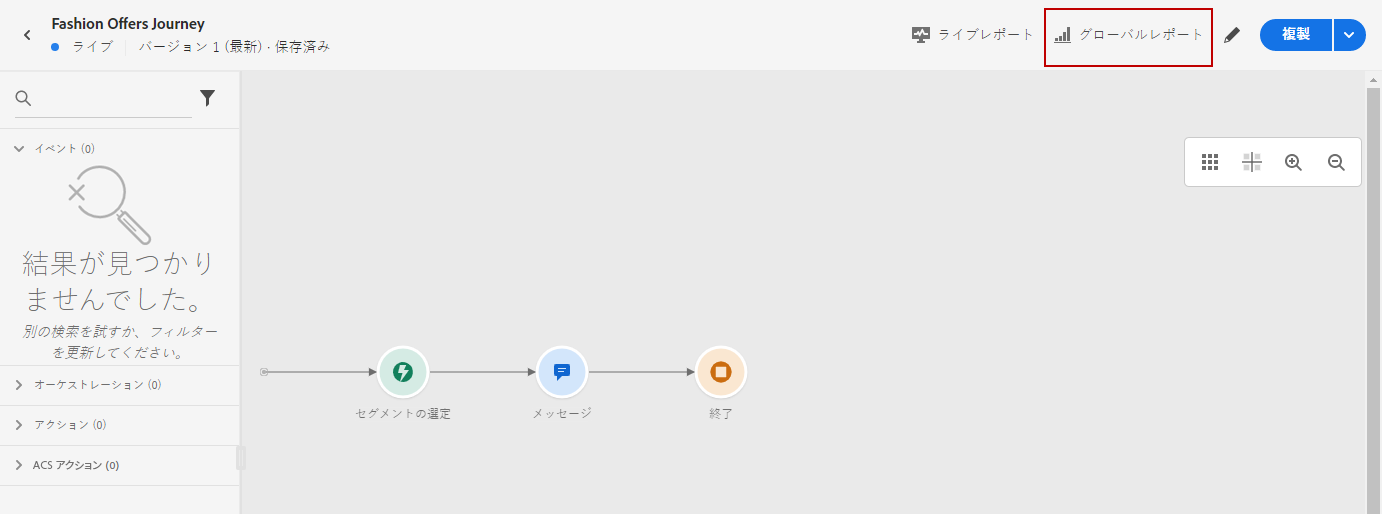 Fashion Offers Journey
ライブ バージョン 1 (最新) · 保存済み
ライブレポート グローバルレポート 複製
イベント (0)
結果が見つかり
ませんでした。
別の検索を試すか、フィルター
を更新してください。
オーケストレーション (0)
アクション (0)
ACS アクション (0)
セグメントの選定 メッセージ 終了